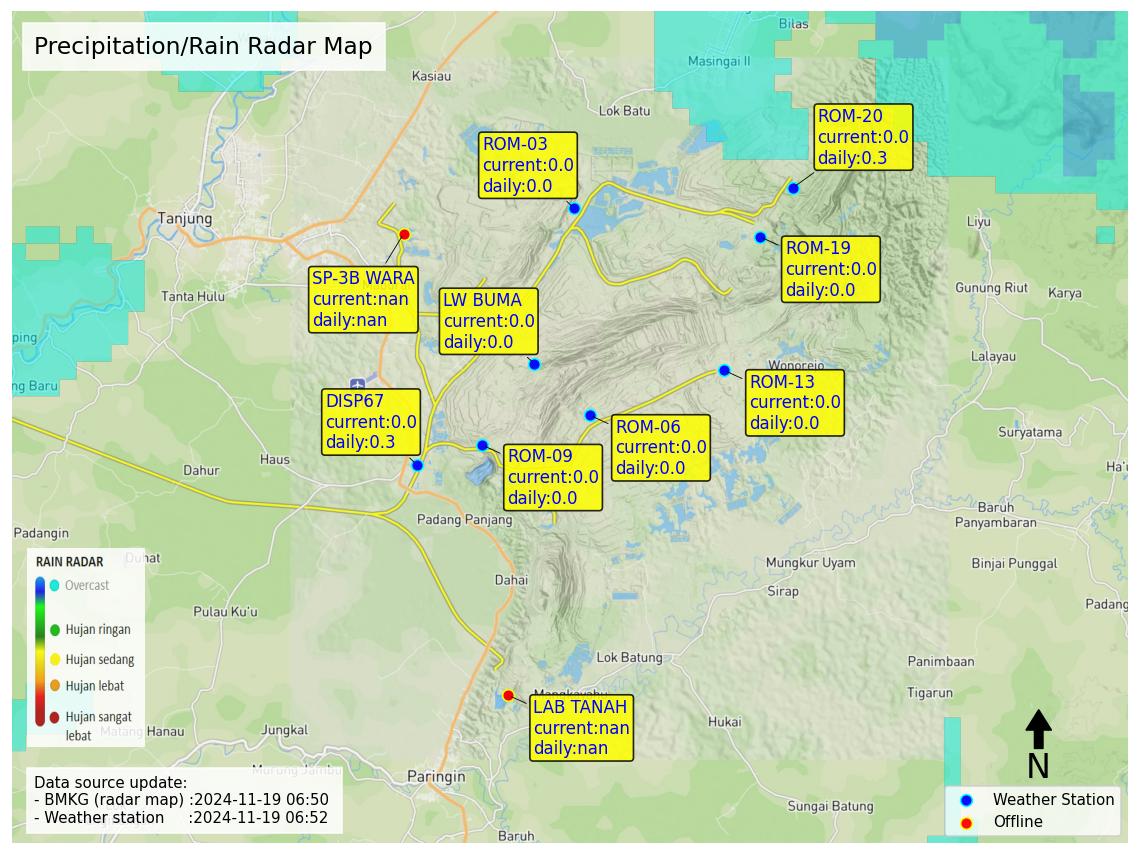 Precipitation/Rain Radar Map
Bilas
Masingai II
Kasiau
Lok Batu
ROM-20
current:0.0
daily:0.3
ROM-03
current:0.0
daily:0.0
Tanjung
Liyu
ROM-19
current:0.0
daily:0.0
SP-3B WARA
current:nan
daily:nan
Tanta Hulu
LW BUMA
current:0.0
daily:0.0
Gunung Riut
Karya
ping
Lalayau
ng Baru
Wonorejo
ROM-13
current:0.0
daily:0.0
DISP67
current:0.0
daily:0.3
ROM-06
current:0.0
daily:0.0
Suryatama
ROM-09
current:0.0
daily:0.0
Haus
Dahur
Ha'u
Padang Panjang
Baruh
Panyambaran
Padangin
Duhat
Mungkur Uyam
Binjai Punggal
Dahai
Sirap
Padang
Pulau Ku'u
RAIN RADAR
Overcast
Hujan ringan
Hujan sedang
Hujan lebat
Hujan sangat
lebat
Lok Batung
Panimbaan
Tigarun
Mangkayahu
LAB TANAH
current:nan
daily:nan
Hukai
Matang Hanau
Jungkal
Murung Jambu
Paringin
N
Data source update:
- BMKG (radar map) :2024-11-19 06:50
- Weather station :2024-11-19 06:52
Sungai Batung
Baruh
Weather Station
Offline